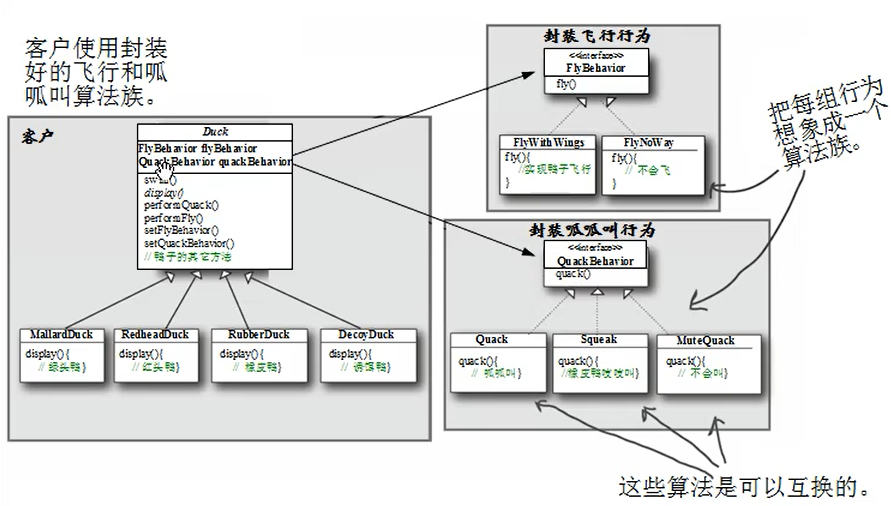 客户使用封装
好的飞行和呱
呱叫算法族。
客户
Duck
FlyBehavior flyBehavior
QuackBehavior quackBehavior
swim()
display()
performQuack()
performFly()
setFlyBehavior()
setQuackBehavior()
// 鸭子的其它方法
MallardDuck
display(){
// 绿头鸭}
RedheadDuck
display(){
// 红头鸭}
RubberDuck
display(){
// 橡皮鸭}
DecoyDuck
display(){
// 诱饵鸭}
封装飞行行为
<<interface>>
FlyBehavior
fly()
FlyWithWings
fly(){
//实现鸭子飞行
}
FlyNoWay
fly(){
// 不会飞
}
把每组行为
想象成一个
算法族。
封装呱呱叫行为
<<interface>>
QuackBehavior
quack()
Quack
quack(){
// 呱呱叫}
Squeak
quack(){
//橡皮鸭吱吱叫}
MuteQuack
quack(){
// 不会叫}
这些算法是可以互换的。